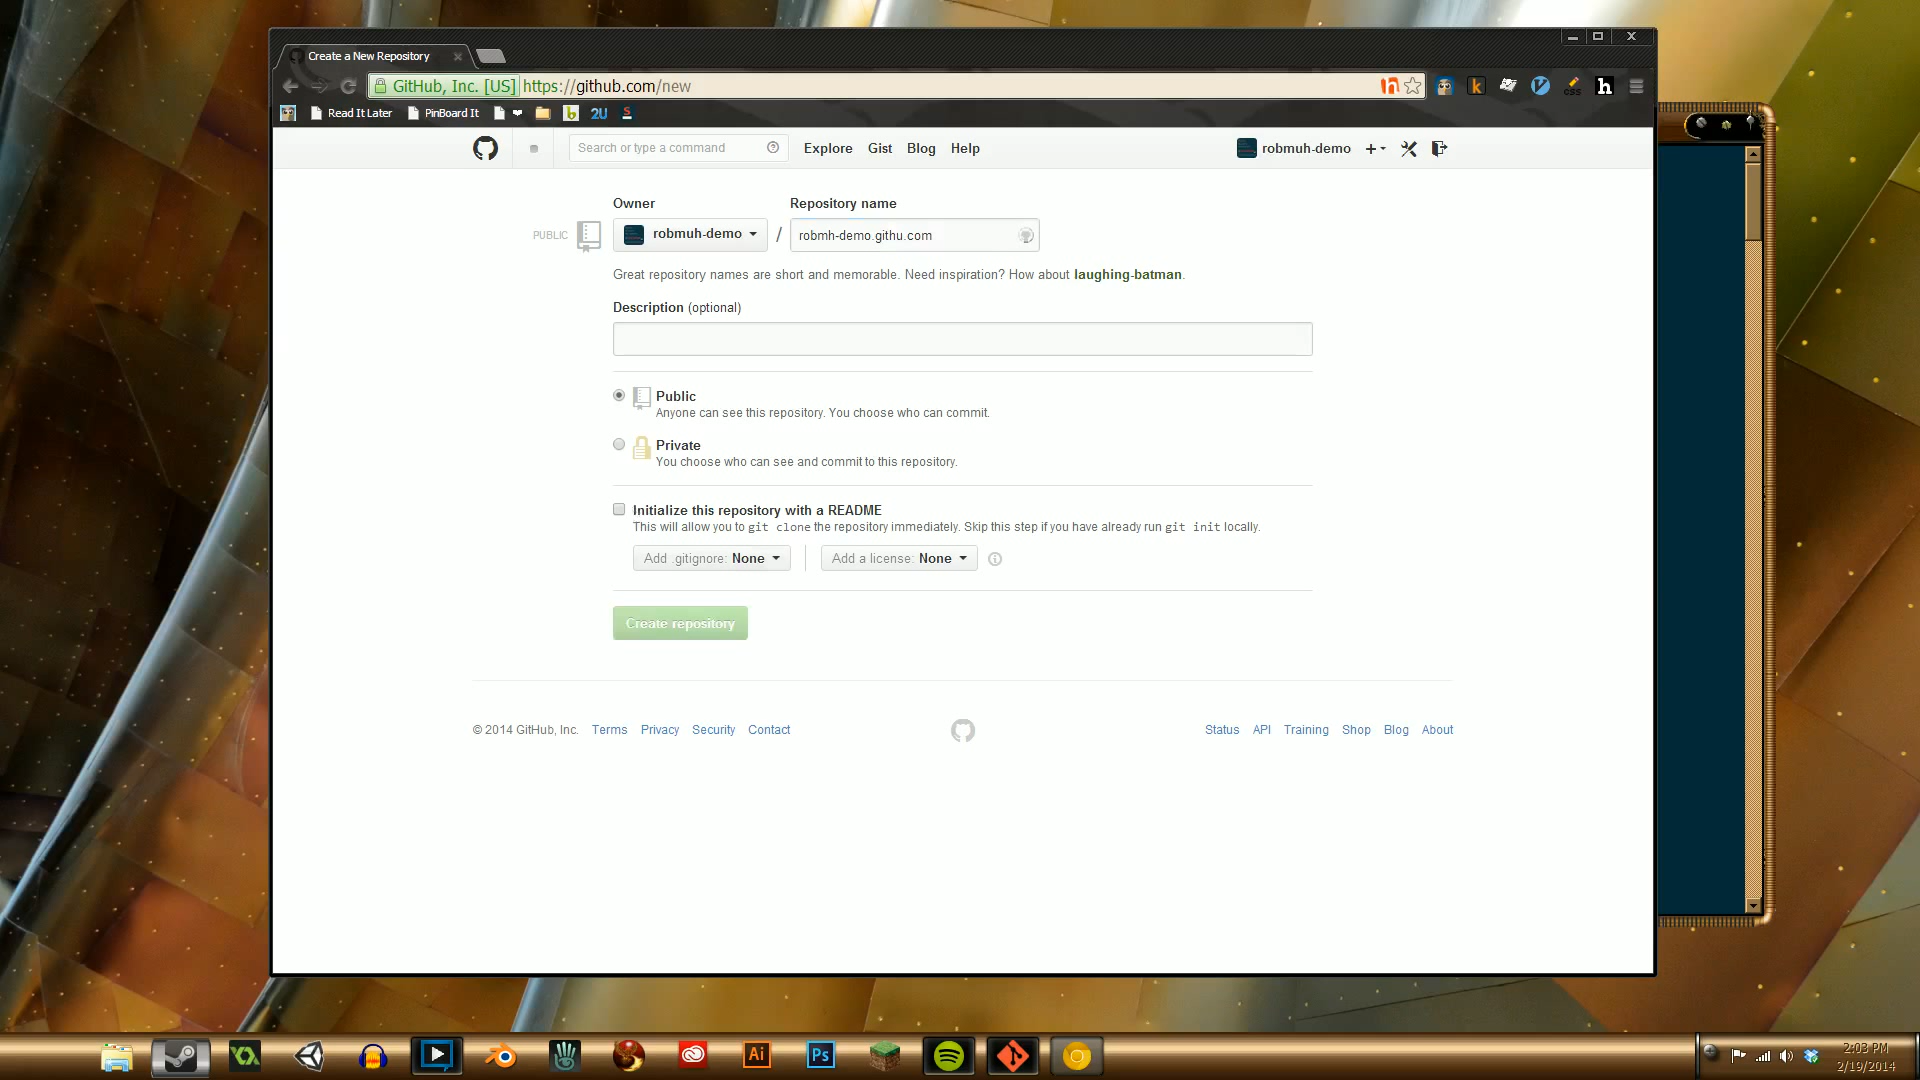 Create a New Repository
GitHub, Inc. [US] https://github.com/new
Read It Later PinBoard It 2U
Search or type a command Explore Gist Blog Help robmuh-demo
Owner Repository name
PUBLIC robmuh-demo / robmh-demo.githu.com
Great repository names are short and memorable. Need inspiration? How about laughing-batman.
Description (optional)
Public
Anyone can see this repository. You choose who can commit.
Private
You choose who can see and commit to this repository.
Initialize this repository with a README
This will allow you to git clone the repository immediately. Skip this step if you have already run git init locally.
Add .gitignore: None Add a license: None
Create repository
© 2014 GitHub, Inc. Terms Privacy Security Contact Status API Training Shop Blog About
Ai Ps
2:03 PM
2/19/2014